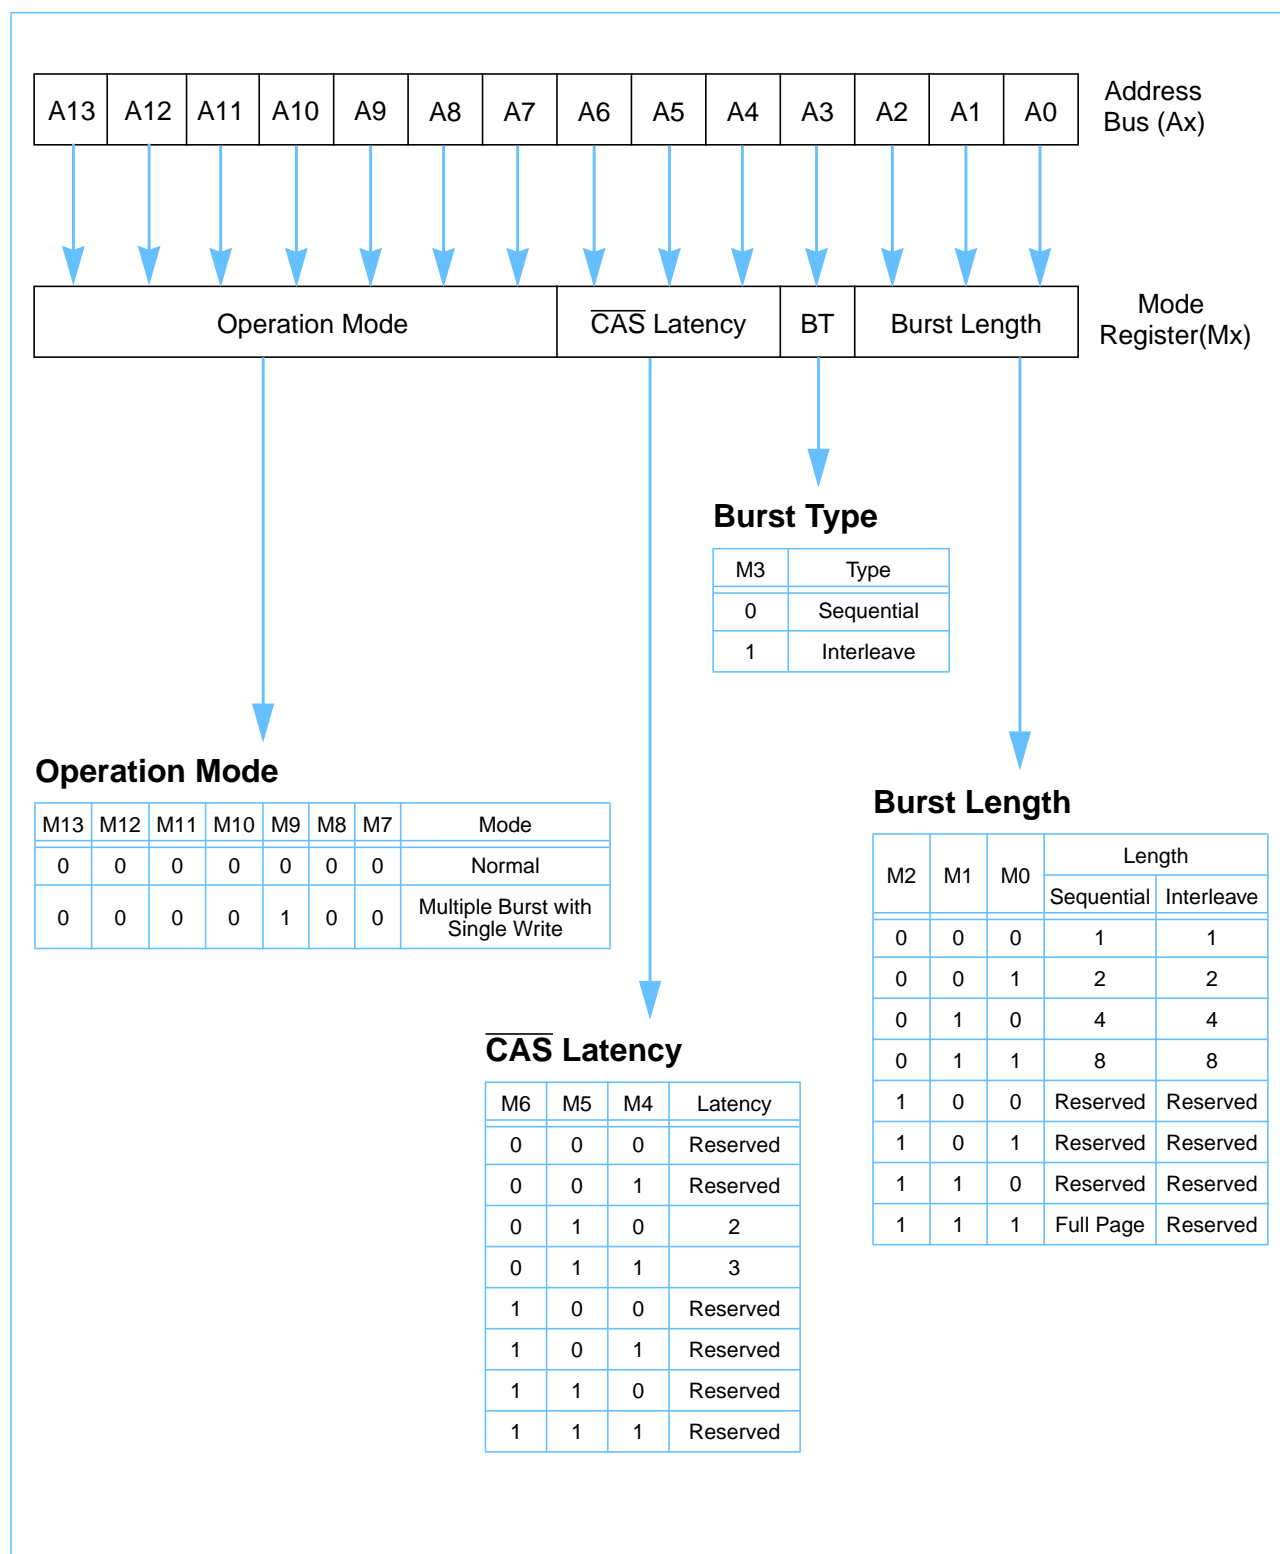 A13 A12 A11 A10 A9 A8 A7 A6 A5 A4 A3 A2 A1 A0
Address
Bus (Ax)
Operation Mode CAS Latency BT Burst Length
Mode
Register(Mx)
Burst Type
M3 Type
0 Sequential
1 Interleave
Operation Mode
M13 M12 M11 M10 M9 M8 M7 Mode
0 0 0 0 0 0 0 Normal
0 0 0 0 1 0 0 Multiple Burst with
Single Write
Burst Length
M2 M1 M0 Length
Sequential Interleave
0 0 0 1 1
0 0 1 2 2
0 1 0 4 4
0 1 1 8 8
1 0 0 Reserved Reserved
1 0 1 Reserved Reserved
1 1 0 Reserved Reserved
1 1 1 Full Page Reserved
CAS Latency
M6 M5 M4 Latency
0 0 0 Reserved
0 0 1 Reserved
0 1 0 2
0 1 1 3
1 0 0 Reserved
1 0 1 Reserved
1 1 0 Reserved
1 1 1 Reserved